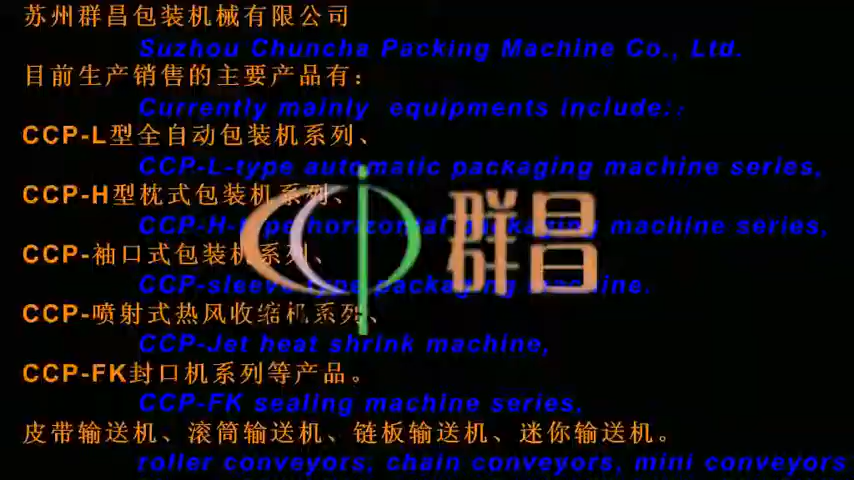 苏州群昌包装机械有限公司
Suzhou Chuncha Packing Machine Co., Ltd.
目前生产销售的主要产品有：
Currently mainly equipments include:
CCP-L型全自动包装机系列、
CCP-L-type automatic packaging machine series,
CCP-H型枕式包装机系列、
CCP-H-type horizontal packaging machine series,
群昌
CCP-袖口式包装机系列、
CCP-sleeve type packaging machine.
CCP-喷射式热风收缩机系列、
CCP-Jet heat shrink machine,
CCP-FK封口机系列等产品。
CCP-FK sealing machine series,
皮带输送机、滚筒输送机、链板输送机、迷你输送机。
roller conveyors, chain conveyors, mini conveyors